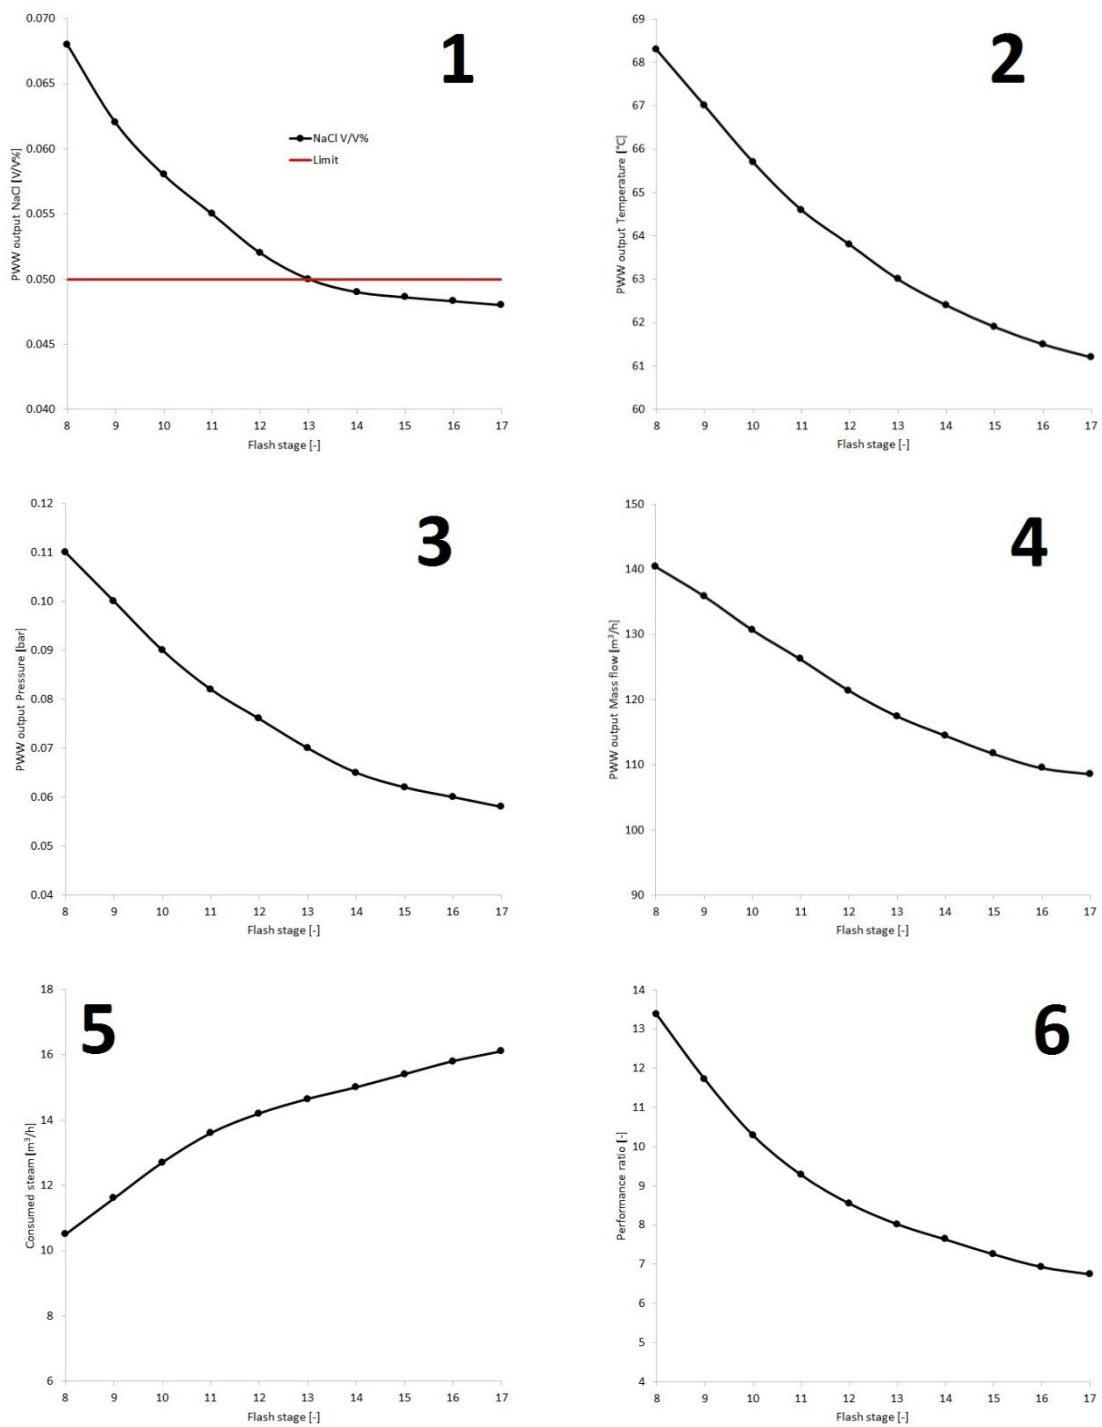 1
0.070
0.065
0.060
0.055
0.050
0.045
0.040
PWW output NaCl [V/V%]
NaCl V/V%
Limit
8 9 10 11 12 13 14 15 16 17
Flash stage [-]
2
69
68
67
66
65
64
63
62
61
60
PWW output Temperature [°C]
8 9 10 11 12 13 14 15 16 17
Flash stage [-]
3
0.12
0.11
0.10
0.09
0.08
0.07
0.06
0.05
0.04
PWW output Pressure [bar]
8 9 10 11 12 13 14 15 16 17
Flash stage [-]
4
150
140
130
120
110
100
90
PWW output Mass flow [m³/h]
8 9 10 11 12 13 14 15 16 17
Flash stage [-]
5
18
16
14
12
10
8
6
Consumed steam [m³/h]
8 9 10 11 12 13 14 15 16 17
Flash stage [-]
6
14
13
12
11
10
9
8
7
6
5
4
Performance ratio [-]
8 9 10 11 12 13 14 15 16 17
Flash stage [-]